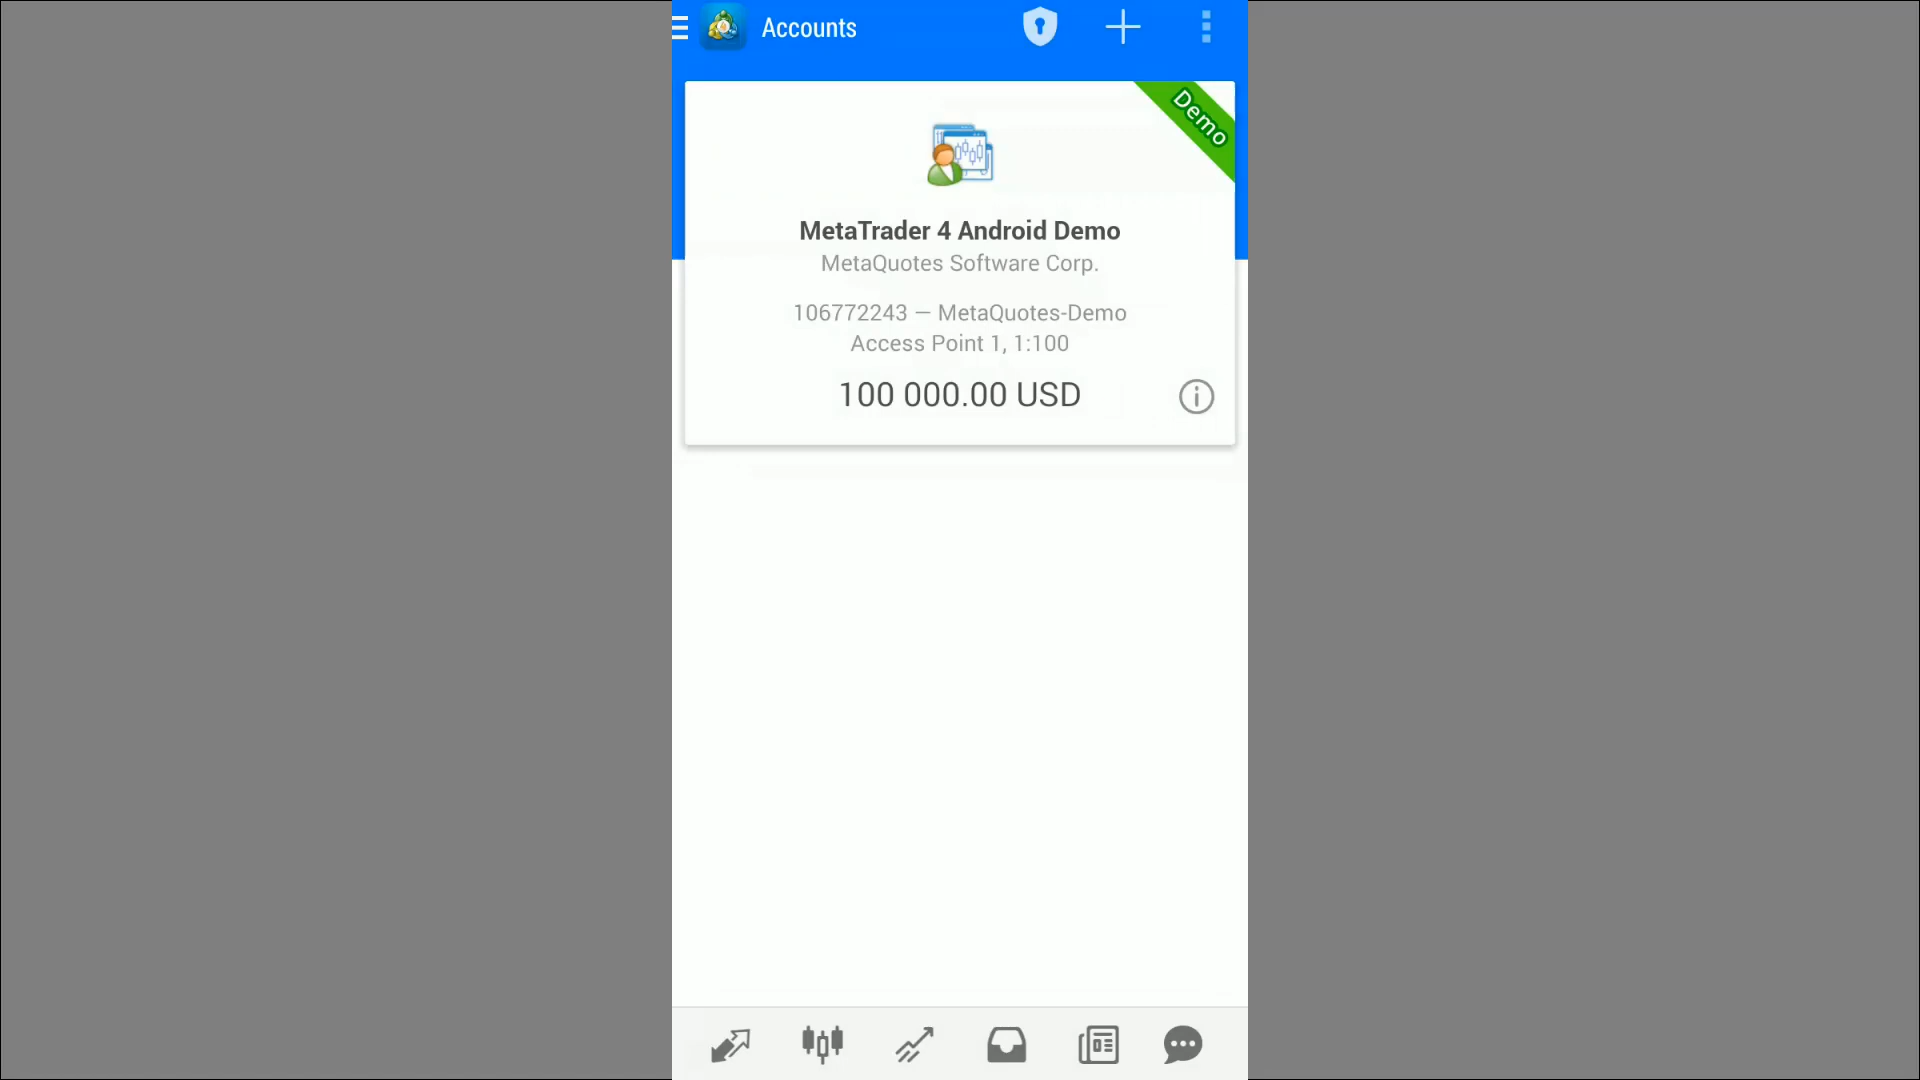 Accounts
Demo
MetaTrader 4 Android Demo
MetaQuotes Software Corp.
106772243 — MetaQuotes-Demo
Access Point 1, 1:100
100 000.00 USD